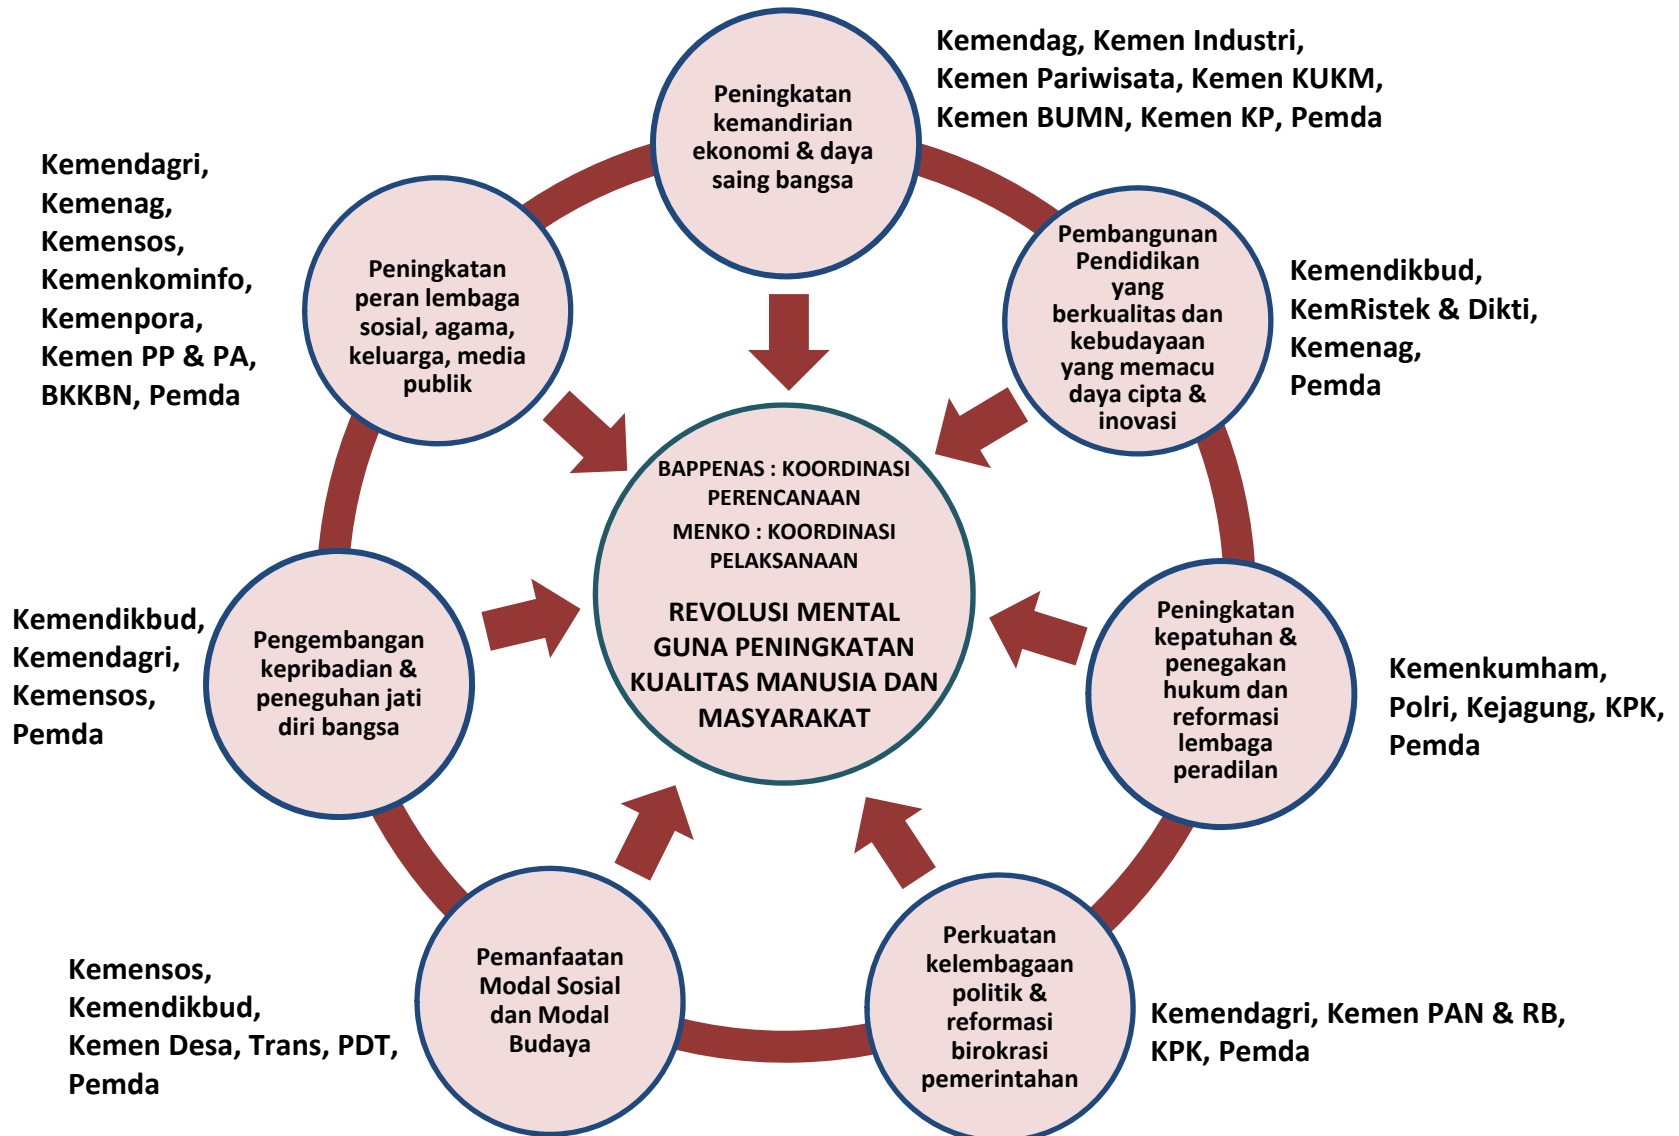 Peningkatan
kemandirian
ekonomi & daya
saing bangsa
Kemendag, Kemen Industri,
Kemen Pariwisata, Kemen KUKM,
Kemen BUMN, Kemen KP, Pemda
Pembangunan
Pendidikan
yang
berkualitas dan
kebudayaan
yang memacu
daya cipta &
inovasi
Kemendikbud,
KemRistek & Dikti,
Kemenag,
Pemda
Peningkatan
kepatuhan &
penegakan
hukum dan
reformasi
lembaga
peradilan
Kemenkumham,
Polri, Kejagung, KPK,
Pemda
Perkuatan
kelembagaan
politik &
reformasi
birokrasi
pemerintahan
Kemendagri, Kemen PAN & RB,
KPK, Pemda
Pemanfaatan
Modal Sosial
dan Modal
Budaya
Kemensos,
Kemendikbud,
Kemen Desa, Trans, PDT,
Pemda
Pengembangan
kepribadian &
peneguhan jati
diri bangsa
Kemendikbud,
Kemendagri,
Kemensos,
Pemda
Peningkatan
peran lembaga
sosial, agama,
keluarga, media
publik
Kemendagri,
Kemenag,
Kemensos,
Kemenkominfo,
Kemenpora,
Kemen PP & PA,
BKKBN, Pemda
BAPPENAS : KOORDINASI
PERENCANAAN
MENKO : KOORDINASI
PELAKSANAAN
REVOLUSI MENTAL
GUNA PENINGKATAN
KUALITAS MANUSIA DAN
MASYARAKAT